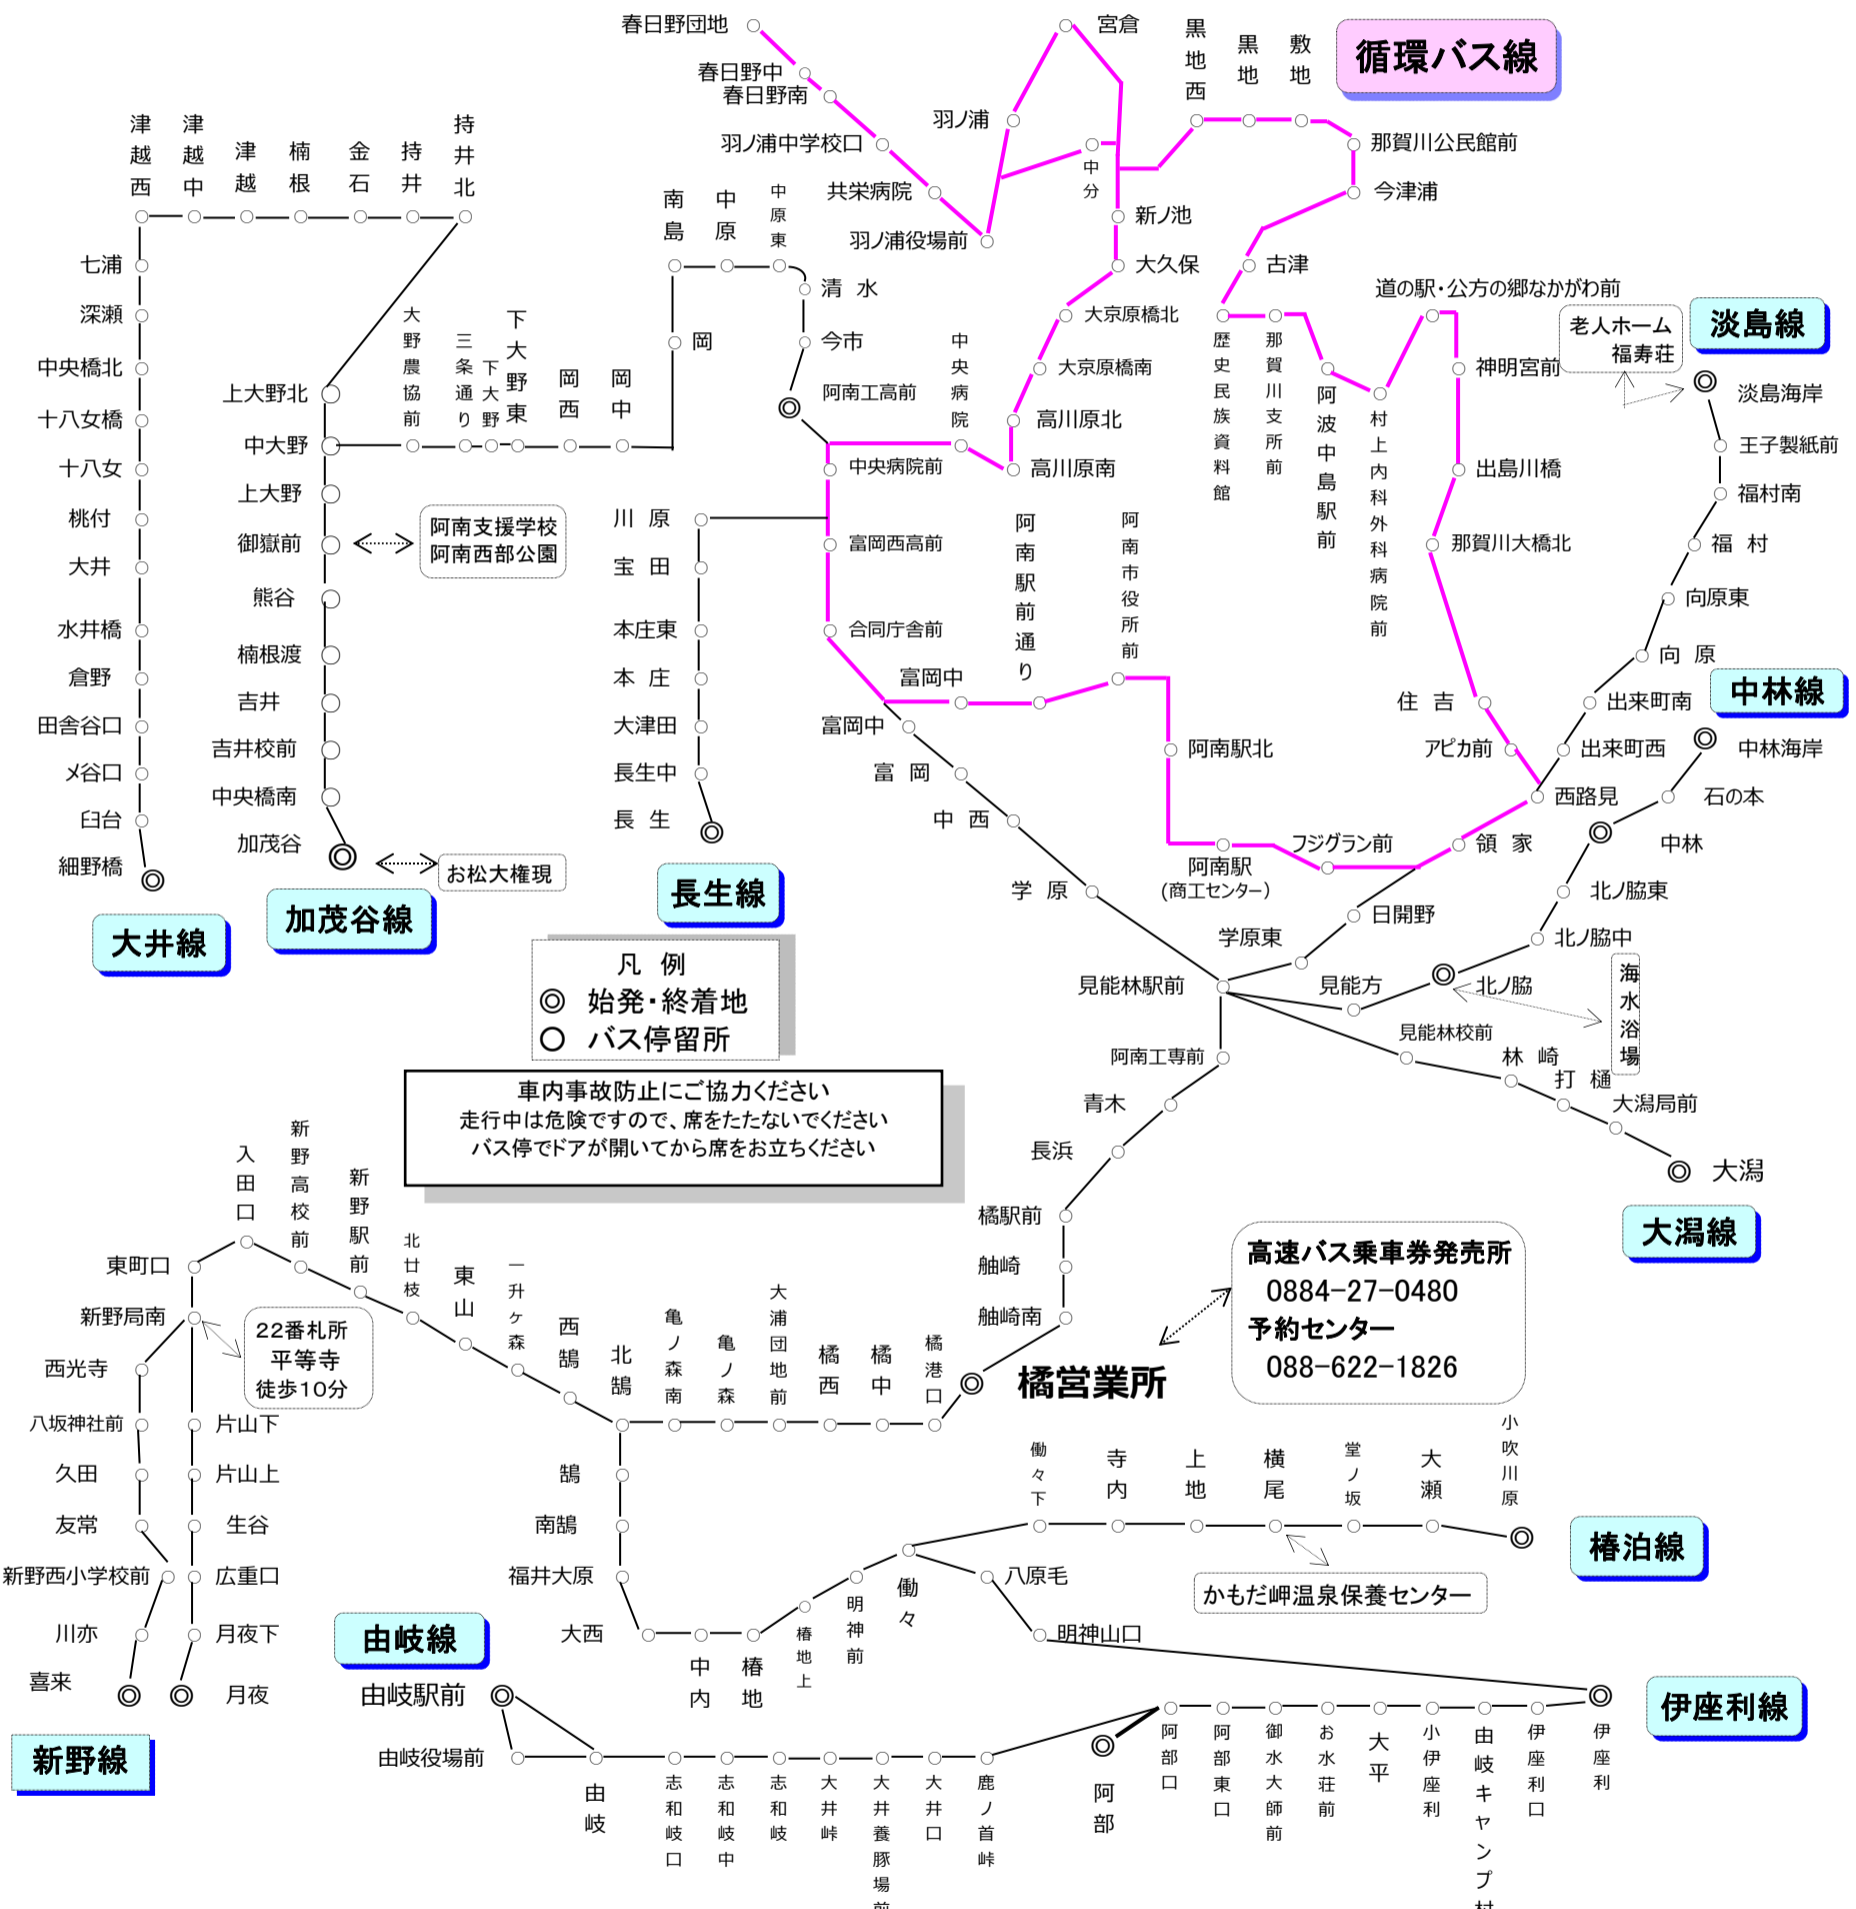 循環バス線
春日野団地
春日野中
春日野南
羽ノ浦中学校口
共栄病院
羽ノ浦役場前
羽ノ浦
宮倉
中分
新ノ池
大久保
大京原橋北
大京原橋南
高川原北
高川原南
中央病院
中央病院前
富岡西高前
合同庁舎前
富岡中
阿南駅前通り
阿南市役所前
阿南駅北
阿南駅
(商工センター)
フジグラン前
領家
西路見
アピカ前
住吉
那賀川大橋北
出島川橋
神明宮前
道の駅・公方の郷なかがわ前
村上内科外科病院前
阿波中島駅前
那賀川支所前
歴史民族資料館
古津
今津浦
那賀川公民館前
敷地
黒地
黒地西
津越西
津越中
津越
楠根
金石
持井
持井北
七浦
深瀬
中央橋北
十八女橋
十八女
桃付
大井
水井橋
倉野
田舎谷口
メ谷口
臼台
細野橋
大井線
上大野北
中大野
上大野
御嶽前
阿南支援学校
阿南西部公園
熊谷
楠根渡
吉井
吉井校前
中央橋南
加茂谷
お松大権現
加茂谷線
大野農協前
三条通り
下大野
下大野東
岡西
岡中
岡
南島
中原
中原東
清水
今市
阿南工高前
川原
宝田
本庄東
本庄
大津田
長生中
長生
長生線
凡例
◎ 始発・終着地
○ バス停留所
車内事故防止にご協力ください
走行中は危険ですので、席をたたないでください
バス停でドアが開いてから席をお立ちください
富岡中
富岡
中西
学原
見能林駅前
学原東
日開野
老人ホーム
福寿荘
淡島線
淡島海岸
王子製紙前
福村南
福村
向原東
向原
出来町南
出来町西
中林線
中林海岸
石の本
中林
北ノ脇東
北ノ脇中
北ノ脇
見能方
海水浴場
見能林校前
林崎
打樋
大潟局前
大潟
大潟線
阿南工専前
青木
長浜
橘駅前
舳崎
舳崎南
橘営業所
高速バス乗車券発売所
0884-27-0480
予約センター
088-622-1826
橘港口
橘中
橘西
大浦団地前
亀ノ森
亀ノ森南
北鵠
西鵠
一升ヶ森
東山
北廿枝
新野駅前
新野高校前
入田口
東町口
新野局南
22番札所
平等寺
徒歩10分
西光寺
八坂神社前
久田
友常
新野西小学校前
川亦
喜来
片山下
片山上
生谷
広重口
月夜下
月夜
新野線
鵠
南鵠
福井大原
大西
中内
椿地
椿地上
明神前
働々
働々下
寺内
上地
横尾
堂ノ坂
大瀬
小吹川原
椿泊線
かもだ岬温泉保養センター
八原毛
明神山口
伊座利
伊座利線
伊座利口
由岐キャンプ村
小伊座利
大平
お水荘前
御水大師前
阿部東口
阿部口
阿部
鹿ノ首峠
大井口
大井養豚場前
大井峠
志和岐
志和岐中
志和岐口
由岐
由岐役場前
由岐駅前
由岐線